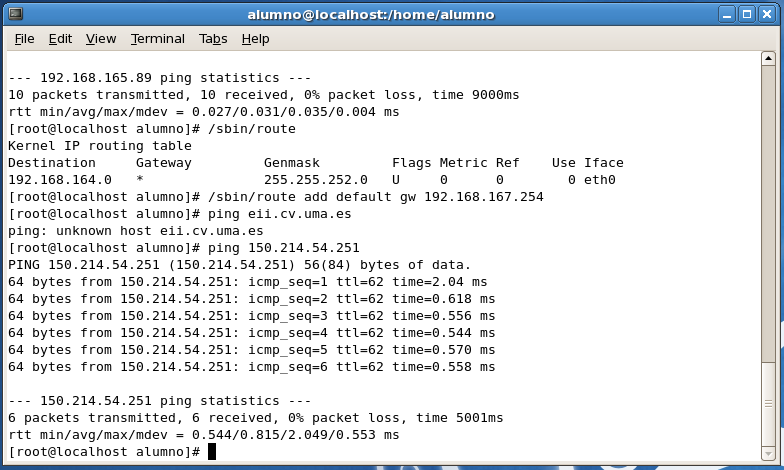 alumno@localhost:/home/alumno
File Edit View Terminal Tabs Help
--- 192.168.165.89 ping statistics ---
10 packets transmitted, 10 received, 0% packet loss, time 9000ms
rtt min/avg/max/mdev = 0.027/0.031/0.035/0.004 ms
[root@localhost alumno]# /sbin/route
Kernel IP routing table
Destination     Gateway         Genmask         Flags Metric Ref    Use Iface
192.168.164.0   *               255.255.252.0   U     0      0        0 eth0
[root@localhost alumno]# /sbin/route add default gw 192.168.167.254
[root@localhost alumno]# ping eii.cv.uma.es
ping: unknown host eii.cv.uma.es
[root@localhost alumno]# ping 150.214.54.251
PING 150.214.54.251 (150.214.54.251) 56(84) bytes of data.
64 bytes from 150.214.54.251: icmp_seq=1 ttl=62 time=2.04 ms
64 bytes from 150.214.54.251: icmp_seq=2 ttl=62 time=0.618 ms
64 bytes from 150.214.54.251: icmp_seq=3 ttl=62 time=0.556 ms
64 bytes from 150.214.54.251: icmp_seq=4 ttl=62 time=0.544 ms
64 bytes from 150.214.54.251: icmp_seq=5 ttl=62 time=0.570 ms
64 bytes from 150.214.54.251: icmp_seq=6 ttl=62 time=0.558 ms
--- 150.214.54.251 ping statistics ---
6 packets transmitted, 6 received, 0% packet loss, time 5001ms
rtt min/avg/max/mdev = 0.544/0.815/2.049/0.553 ms
[root@localhost alumno]#